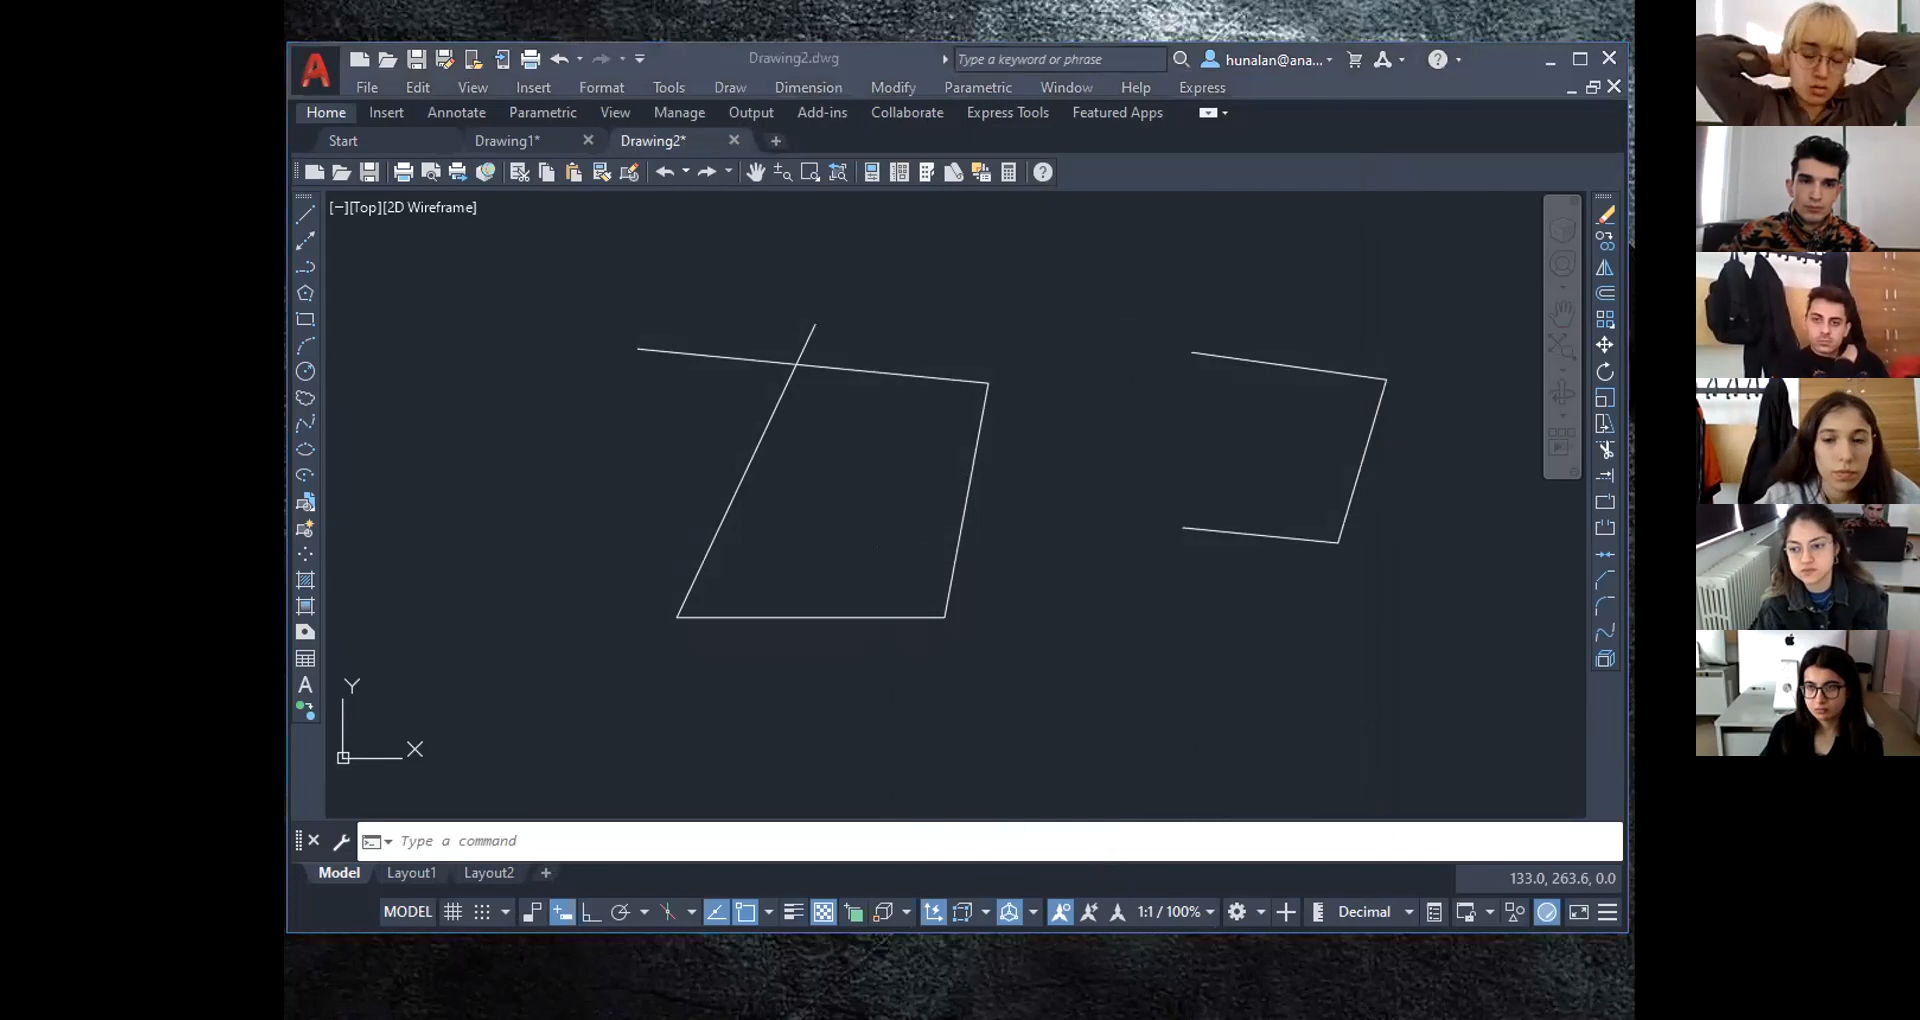 A Drawing2.dwg Type a keyword or phrase hunalan@ana... ?
File Edit View Insert Format Tools Draw Dimension Modify Parametric Window Help Express
Home Insert Annotate Parametric View Manage Output Add-ins Collaborate Express Tools Featured Apps
Start Drawing1* Drawing2*
[−][Top][2D Wireframe]
A
Y
X
Type a command
Model Layout1 Layout2 +
133.0, 263.6, 0.0
MODEL 1:1 / 100% Decimal